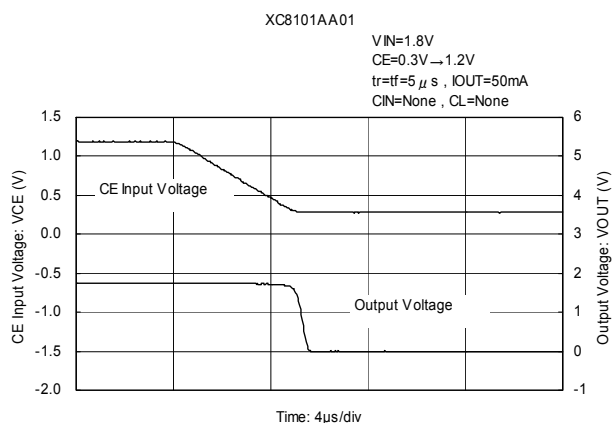 XC8101AA01
VIN=1.8V
CE=0.3V→1.2V
tr=tf=5μs , IOUT=50mA
CIN=None , CL=None
CE Input Voltage: VCE (V)
1.5
1.0
0.5
0.0
-0.5
-1.0
-1.5
-2.0
CE Input Voltage
Output Voltage
6
5
4
3
2
1
0
-1
Output Voltage: VOUT (V)
Time: 4μs/div